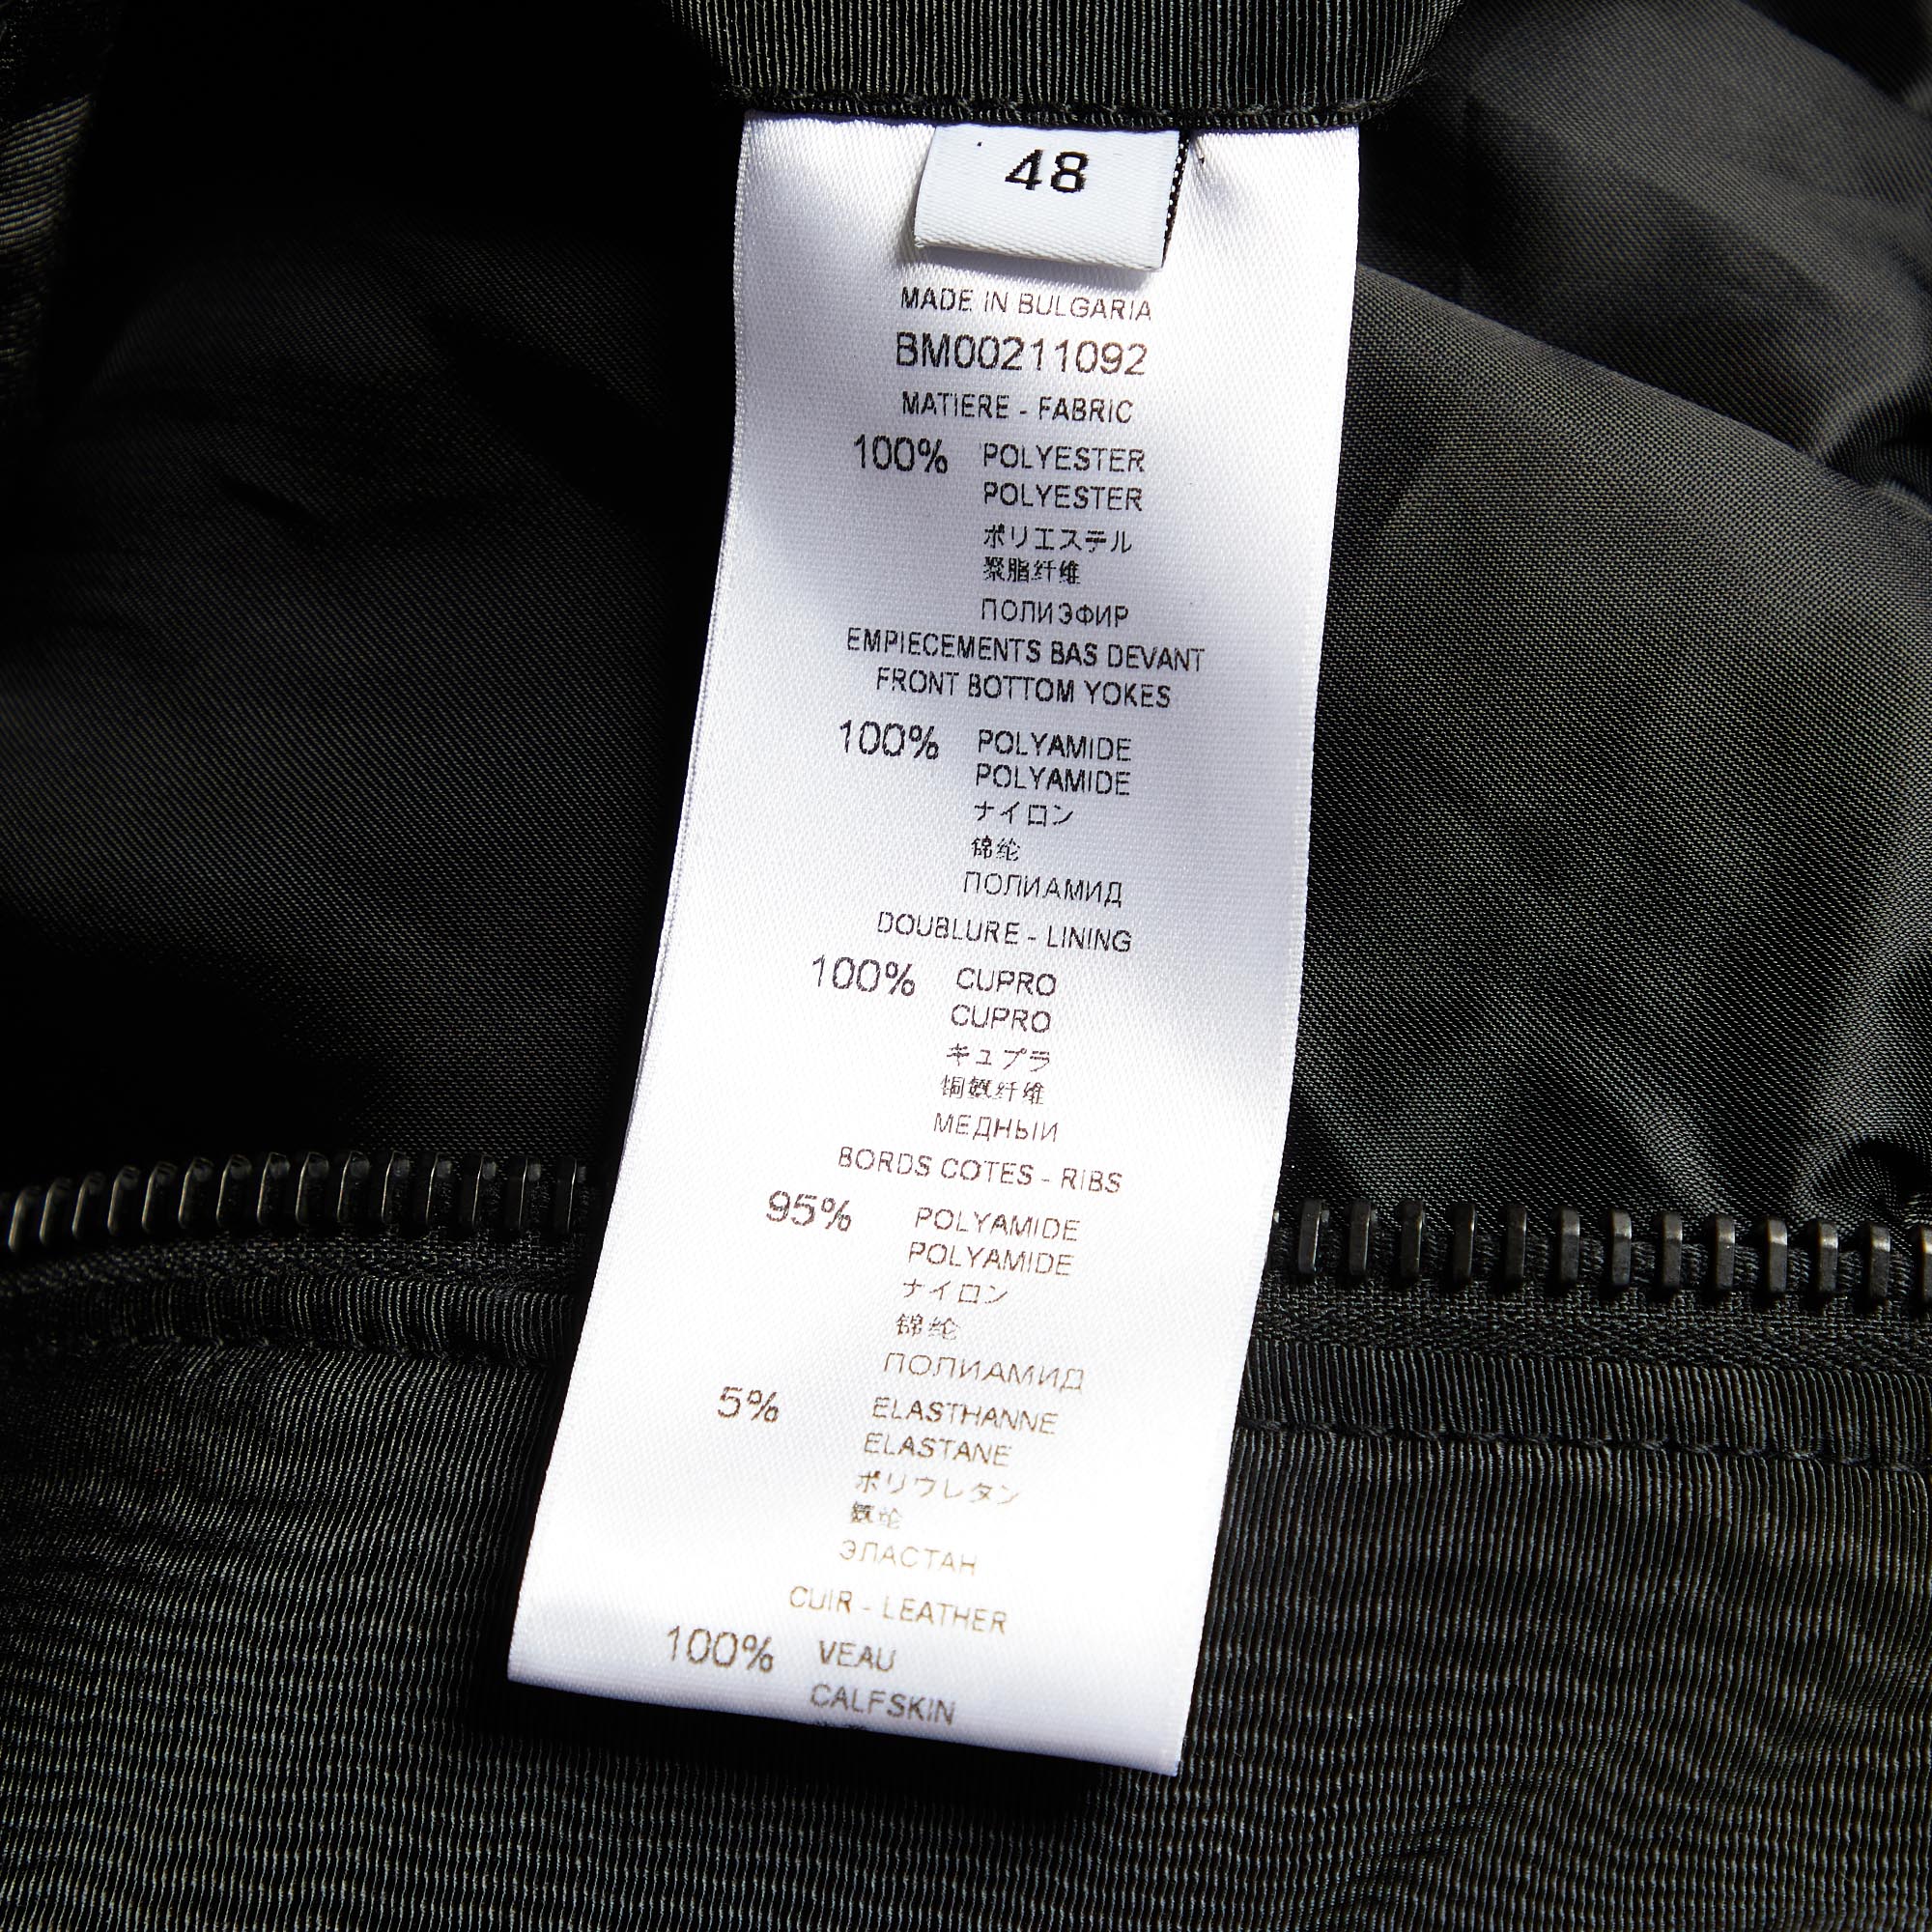 48
MADE IN BULGARIA
BM00211092
MATIERE - FABRIC
100% POLYESTER
POLYESTER
ポリエステル
聚脂纤维
ПОЛИЭФИР
EMPIECEMENTS BAS DEVANT
FRONT BOTTOM YOKES
100% POLYAMIDE
POLYAMIDE
ナイロン
锦纶
ПОЛИАМИД
DOUBLURE - LINING
100% CUPRO
CUPRO
キュプラ
铜氨纤维
МЕДНЫЙ
BORDS COTES - RIBS
95% POLYAMIDE
POLYAMIDE
ナイロン
锦纶
ПОЛИАМИД
5% ELASTHANNE
ELASTANE
ポリウレタン
氨纶
ЭЛАСТАН
CUIR - LEATHER
100% VEAU
CALFSKIN